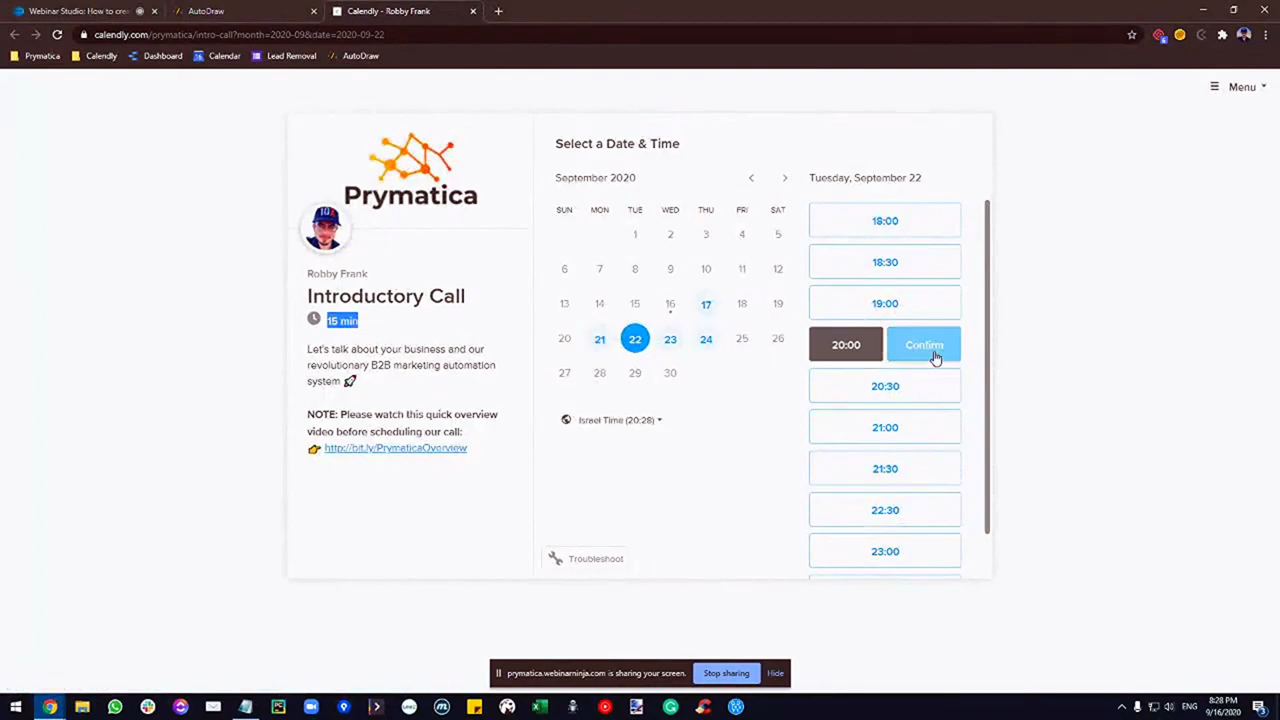 Webinar Studio: How to cre
AutoDraw
Calendly - Robby Frank
calendly.com/prymatica/intro-call?month=2020-09&date=2020-09-22
Prymatica
Calendly
Dashboard
Calendar
Lead Removal
AutoDraw
Menu
Prymatica
Robby Frank
Introductory Call
15 min
Let's talk about your business and our
revolutionary B2B marketing automation
system
NOTE: Please watch this quick overview
video before scheduling our call:
http://bit.ly/PrymaticaOverview
Select a Date & Time
September 2020
SUN MON TUE WED THU FRI SAT
1 2 3 4 5
6 7 8 9 10 11 12
13 14 15 16 17 18 19
20 21 22 23 24 25 26
27 28 29 30
Israel Time (20:28)
Troubleshoot
Tuesday, September 22
18:00
18:30
19:00
20:00 Confirm
20:30
21:00
21:30
22:30
23:00
prymatica.webinarninja.com is sharing your screen.
Stop sharing
Hide
ENG
8:28 PM
9/16/2020